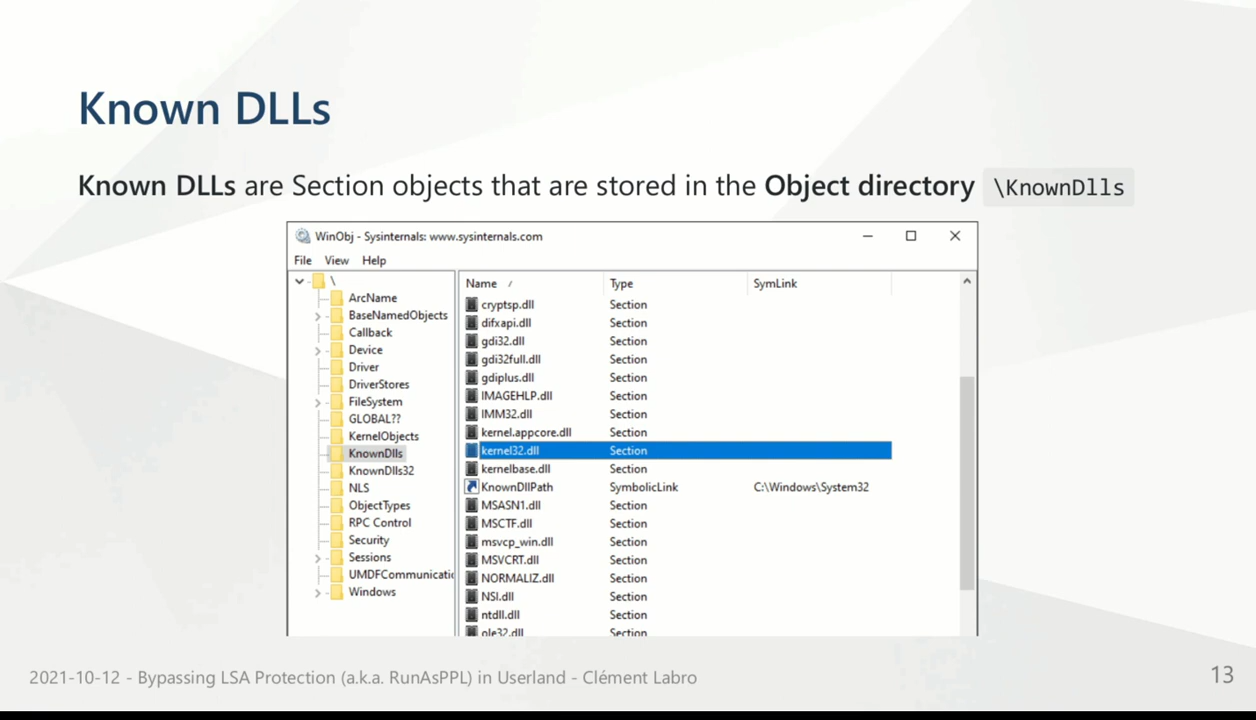 Known DLLs
Known DLLs are Section objects that are stored in the Object directory \KnownDlls
WinObj - Sysinternals: www.sysinternals.com
File View Help
\
ArcName
BaseNamedObjects
Callback
Device
Driver
DriverStores
FileSystem
GLOBAL??
KernelObjects
KnownDlls
KnownDlls32
NLS
ObjectTypes
RPC Control
Security
Sessions
UMDFCommunicatic
Windows
Name Type SymLink
cryptsp.dll Section
difxapi.dll Section
gdi32.dll Section
gdi32full.dll Section
gdiplus.dll Section
IMAGEHLP.dll Section
IMM32.dll Section
kernel.appcore.dll Section
kernel32.dll Section
kernelbase.dll Section
KnownDllPath SymbolicLink C:\Windows\System32
MSASN1.dll Section
MSCTF.dll Section
msvcp_win.dll Section
MSVCRT.dll Section
NORMALIZ.dll Section
NSI.dll Section
ntdll.dll Section
ole32.dll Section
2021-10-12 - Bypassing LSA Protection (a.k.a. RunAsPPL) in Userland - Clément Labro
13